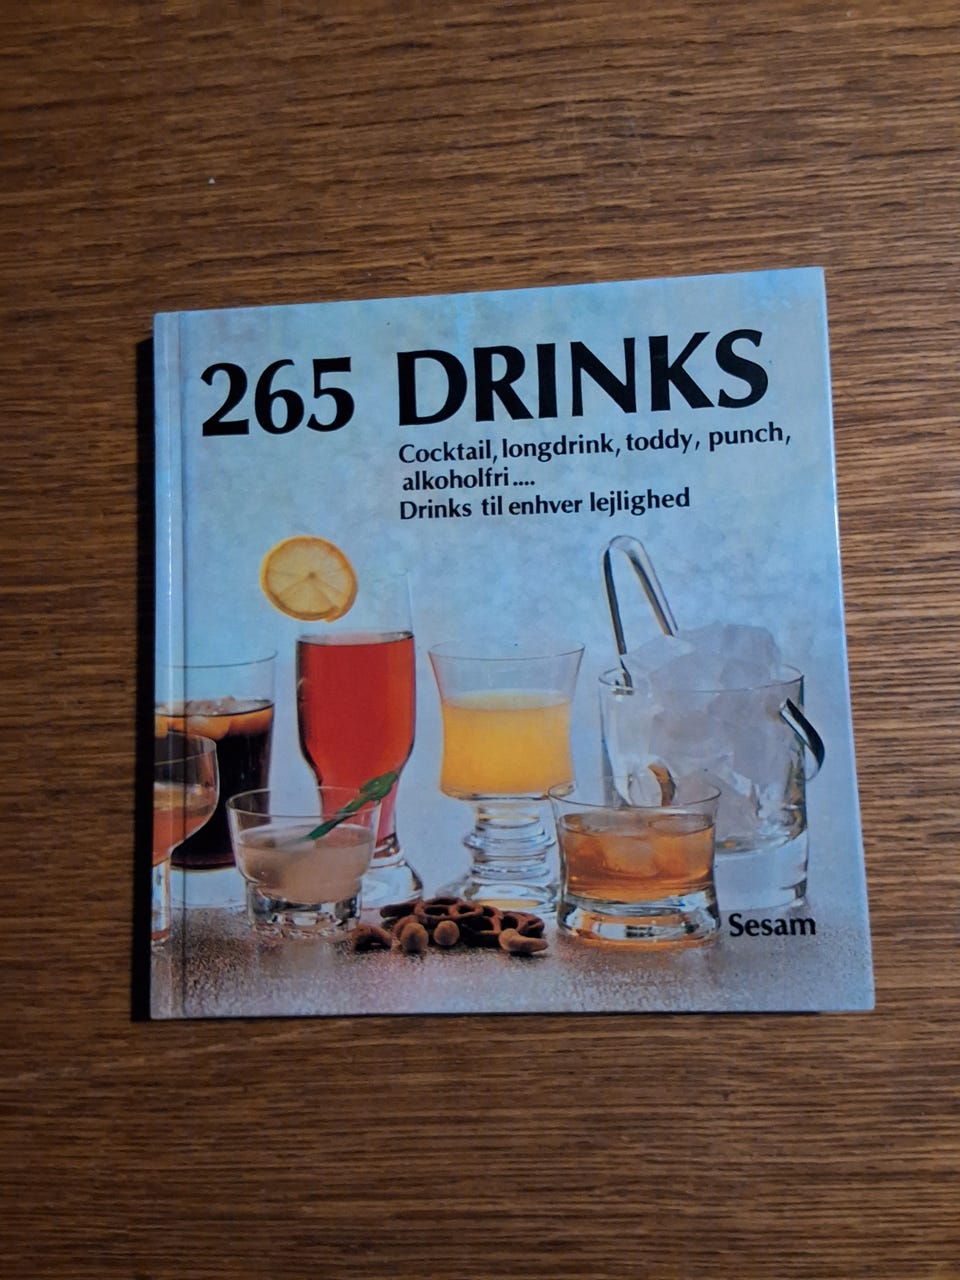 265 DRINKS
Cocktail, longdrink, toddy, punch,
alkoholfri....
Drinks til enhver lejlighed
Sesam